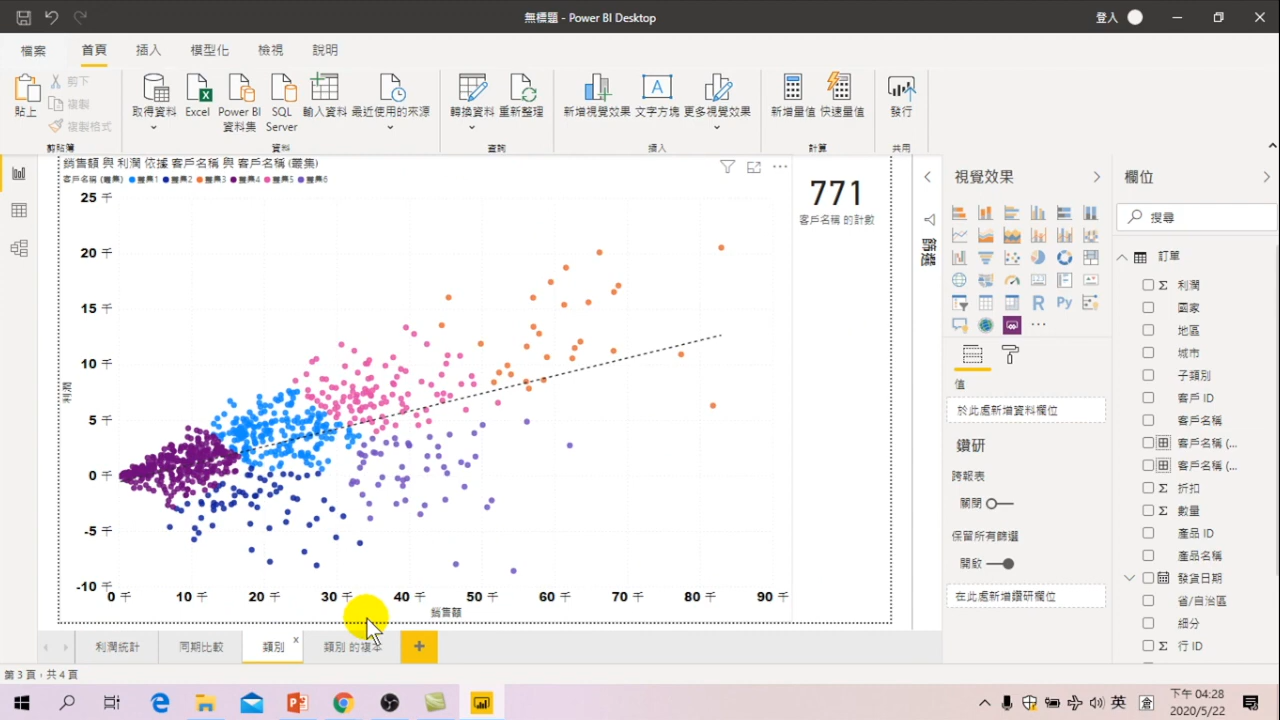 無標題 - Power BI Desktop
登入
檔案
首頁
插入
模型化
檢視
說明
貼上
剪下
複製
複製格式
剪貼簿
取得資料
Excel
Power BI
資料集
SQL
Server
輸入資料
最近使用的來源
資料
轉換資料
重新整理
查詢
新增視覺效果
文字方塊
更多視覺效果
插入
新增量值
快速量值
計算
發行
共用
銷售額 與 利潤 依據 客戶名稱 與 客戶名稱 (叢集)
客戶名稱 (叢集)
叢集1
叢集2
叢集3
叢集4
叢集5
叢集6
25 千
20 千
15 千
10 千
5 千
0 千
-5 千
-10 千
利潤
0 千
10 千
20 千
30 千
40 千
50 千
60 千
70 千
80 千
90 千
銷售額
771
客戶名稱 的計數
篩選
視覺效果
R
Py
值
於此處新增資料欄位
鑽研
跨報表
關閉
保留所有篩選
開啟
在此處新增鑽研欄位
欄位
搜尋
訂單
利潤
國家
地區
城市
子類別
客戶 ID
客戶名稱
客戶名稱 (...
客戶名稱 (...
折扣
數量
產品 ID
產品名稱
發貨日期
省/自治區
細分
行 ID
利潤統計
同期比較
類別
類別 的複本
第 3 頁，共 4 頁
英
下午 04:28
2020/5/22